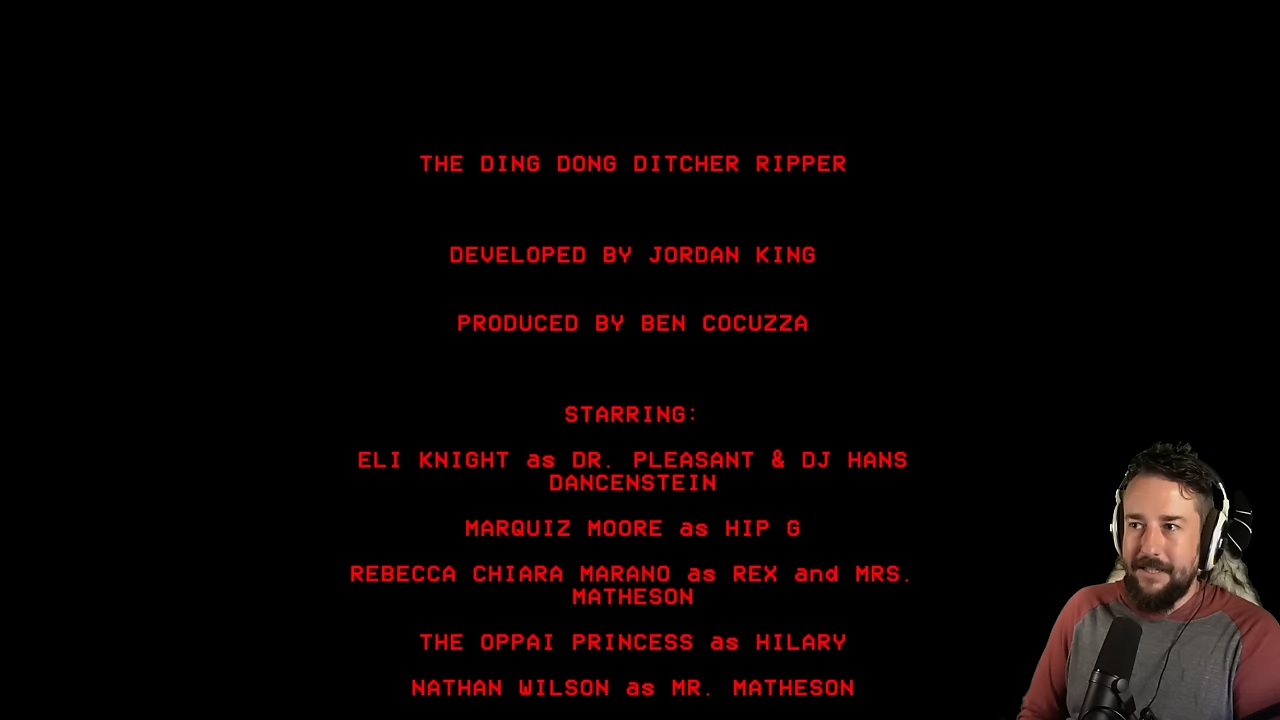 THE DING DONG DITCHER RIPPER
DEVELOPED BY JORDAN KING
PRODUCED BY BEN COCUZZA
STARRING:
ELI KNIGHT as DR. PLEASANT & DJ HANS
DANCENSTEIN
MARQUIZ MOORE as HIP G
REBECCA CHIARA MARANO as REX and MRS.
MATHESON
THE OPPAI PRINCESS as HILARY
NATHAN WILSON as MR. MATHESON